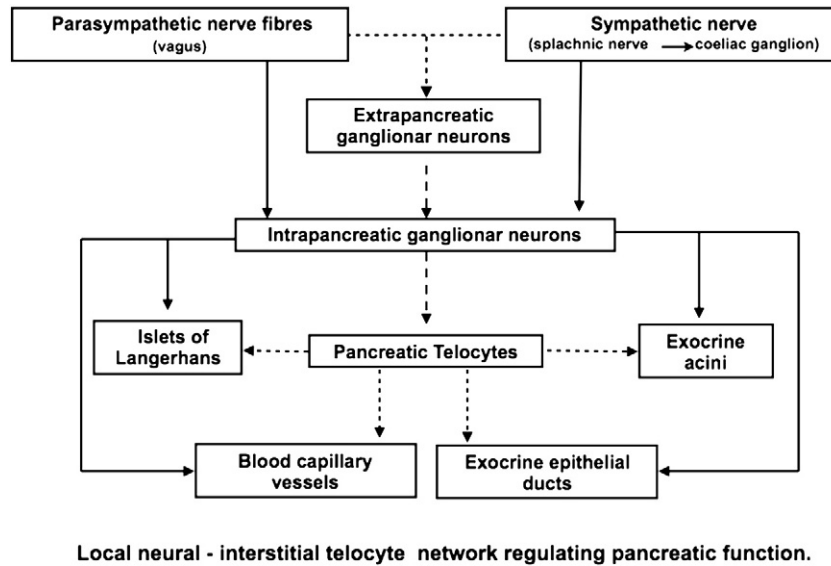 Parasympathetic nerve fibres
(vagus)
Sympathetic nerve
(splachnic nerve → coeliac ganglion)
Extrapancreatic
ganglionar neurons
Intrapancreatic ganglionar neurons
Islets of
Langerhans
Pancreatic Telocytes
Exocrine
acini
Blood capillary
vessels
Exocrine epithelial
ducts
Local neural - interstitial telocyte network regulating pancreatic function.